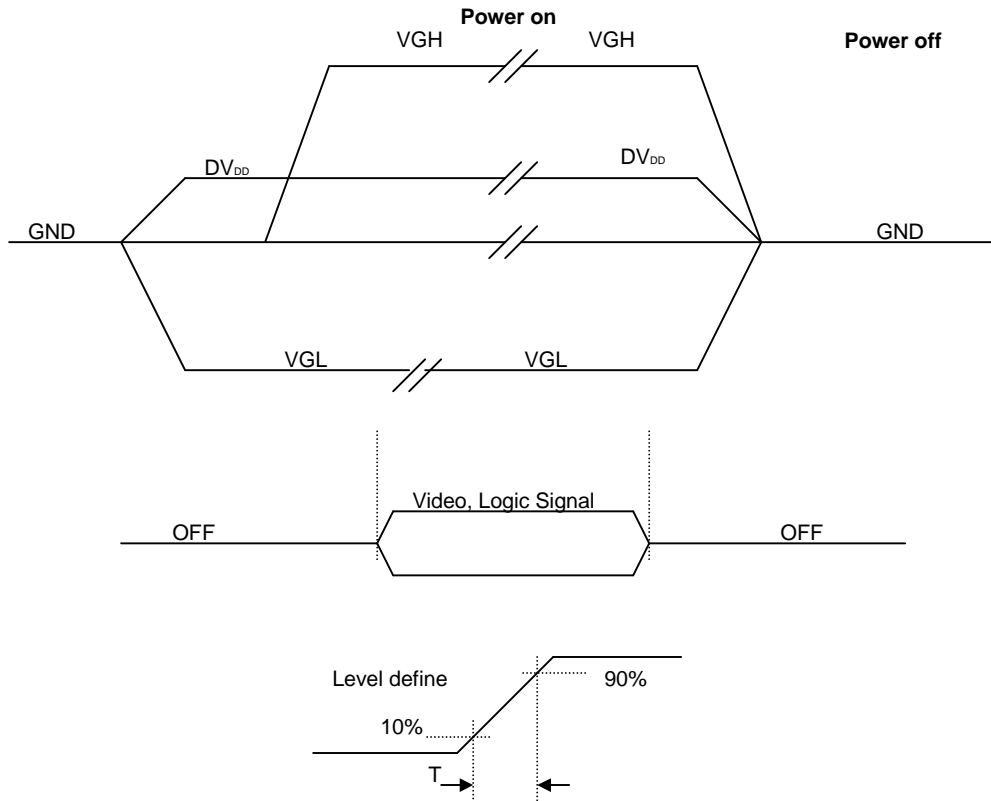 Power on
VGH
VGH
Power off
DVDD
DVDD
GND
GND
VGL
VGL
Video, Logic Signal
OFF
OFF
Level define
90%
10%
T